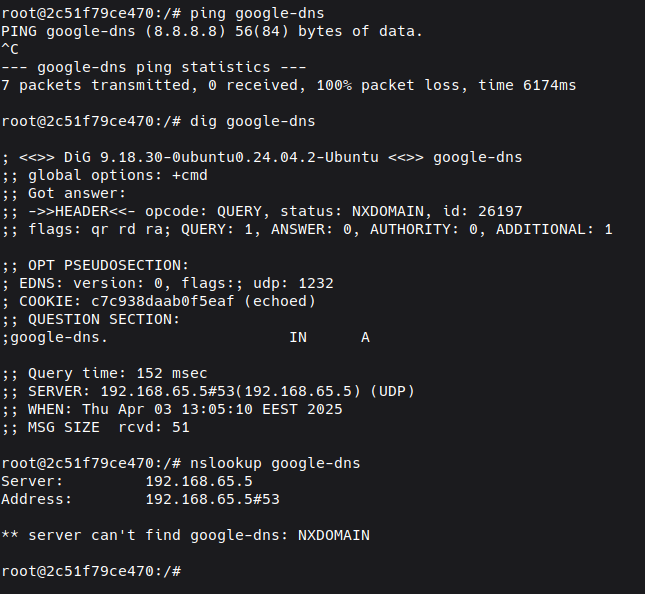 root@2c51f79ce470:/# ping google-dns
PING google-dns (8.8.8.8) 56(84) bytes of data.
^C
--- google-dns ping statistics ---
7 packets transmitted, 0 received, 100% packet loss, time 6174ms

root@2c51f79ce470:/# dig google-dns

; <<>> DiG 9.18.30-0ubuntu0.24.04.2-Ubuntu <<>> google-dns
;; global options: +cmd
;; Got answer:
;; ->>HEADER<<- opcode: QUERY, status: NXDOMAIN, id: 26197
;; flags: qr rd ra; QUERY: 1, ANSWER: 0, AUTHORITY: 0, ADDITIONAL: 1

;; OPT PSEUDOSECTION:
; EDNS: version: 0, flags:; udp: 1232
; COOKIE: c7c938daab0f5eaf (echoed)
;; QUESTION SECTION:
;google-dns.                    IN      A

;; Query time: 152 msec
;; SERVER: 192.168.65.5#53(192.168.65.5) (UDP)
;; WHEN: Thu Apr 03 13:05:10 EEST 2025
;; MSG SIZE  rcvd: 51

root@2c51f79ce470:/# nslookup google-dns
Server:         192.168.65.5
Address:        192.168.65.5#53

** server can't find google-dns: NXDOMAIN

root@2c51f79ce470:/#